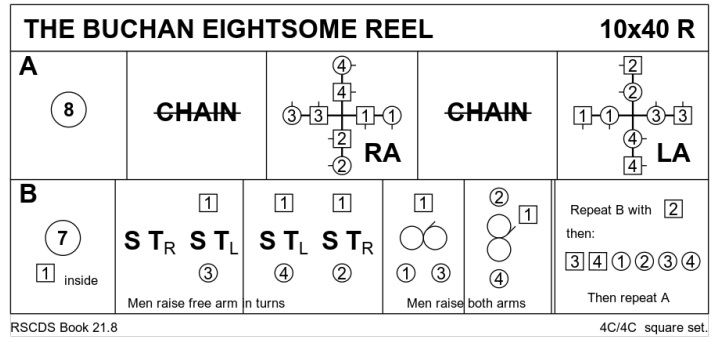 THE BUCHAN EIGHTSOME REEL 10x40 R
A
8
CHAIN
4
4
3 3 1 1
2
2
RA
CHAIN
2
2
1 1 3 3
4
4
LA
B
7
1 inside
1
S TR S TL
3
1 1
S TL S TR
4 2
Men raise free arm in turns
1
1 3
2
1
4
Men raise both arms
Repeat B with 2
then:
3 4 1 2 3 4
Then repeat A
RSCDS Book 21.8 4C/4C square set.